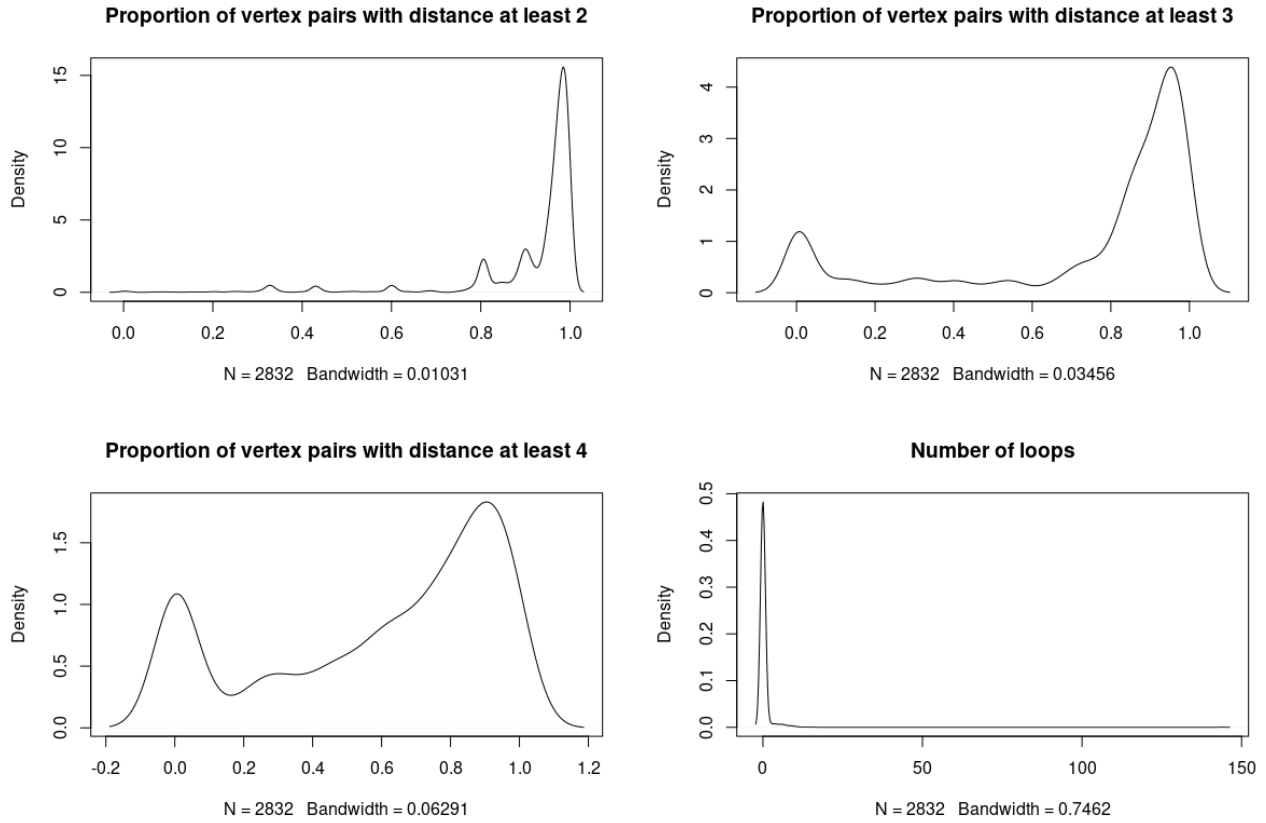 Proportion of vertex pairs with distance at least 2
Density
15
10
5
0
0.0 0.2 0.4 0.6 0.8 1.0
N = 2832 Bandwidth = 0.01031
Proportion of vertex pairs with distance at least 3
Density
4
3
2
1
0
0.0 0.2 0.4 0.6 0.8 1.0
N = 2832 Bandwidth = 0.03456
Proportion of vertex pairs with distance at least 4
Density
1.5
1.0
0.5
0.0
-0.2 0.0 0.2 0.4 0.6 0.8 1.0 1.2
N = 2832 Bandwidth = 0.06291
Number of loops
Density
0.5
0.4
0.3
0.2
0.1
0.0
0 50 100 150
N = 2832 Bandwidth = 0.7462